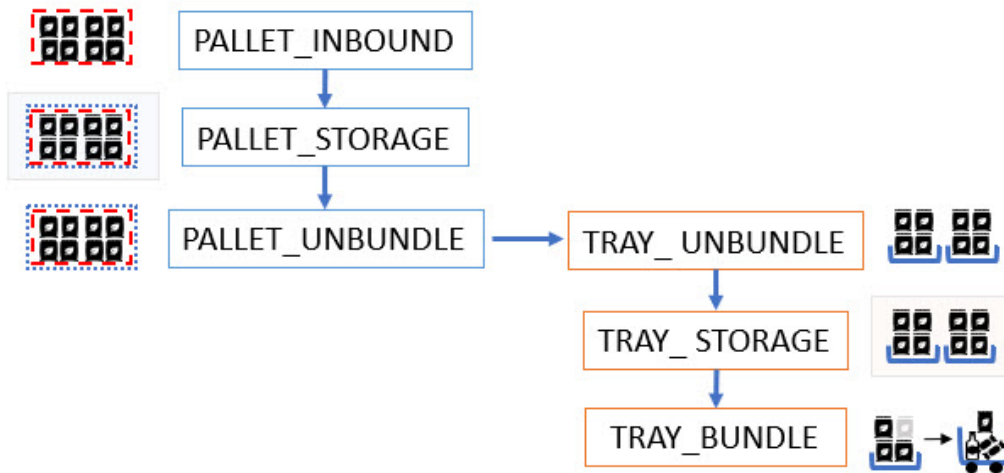 PALLET_INBOUND
PALLET_STORAGE
PALLET_UNBUNDLE
TRAY_ UNBUNDLE
TRAY_ STORAGE
TRAY_BUNDLE